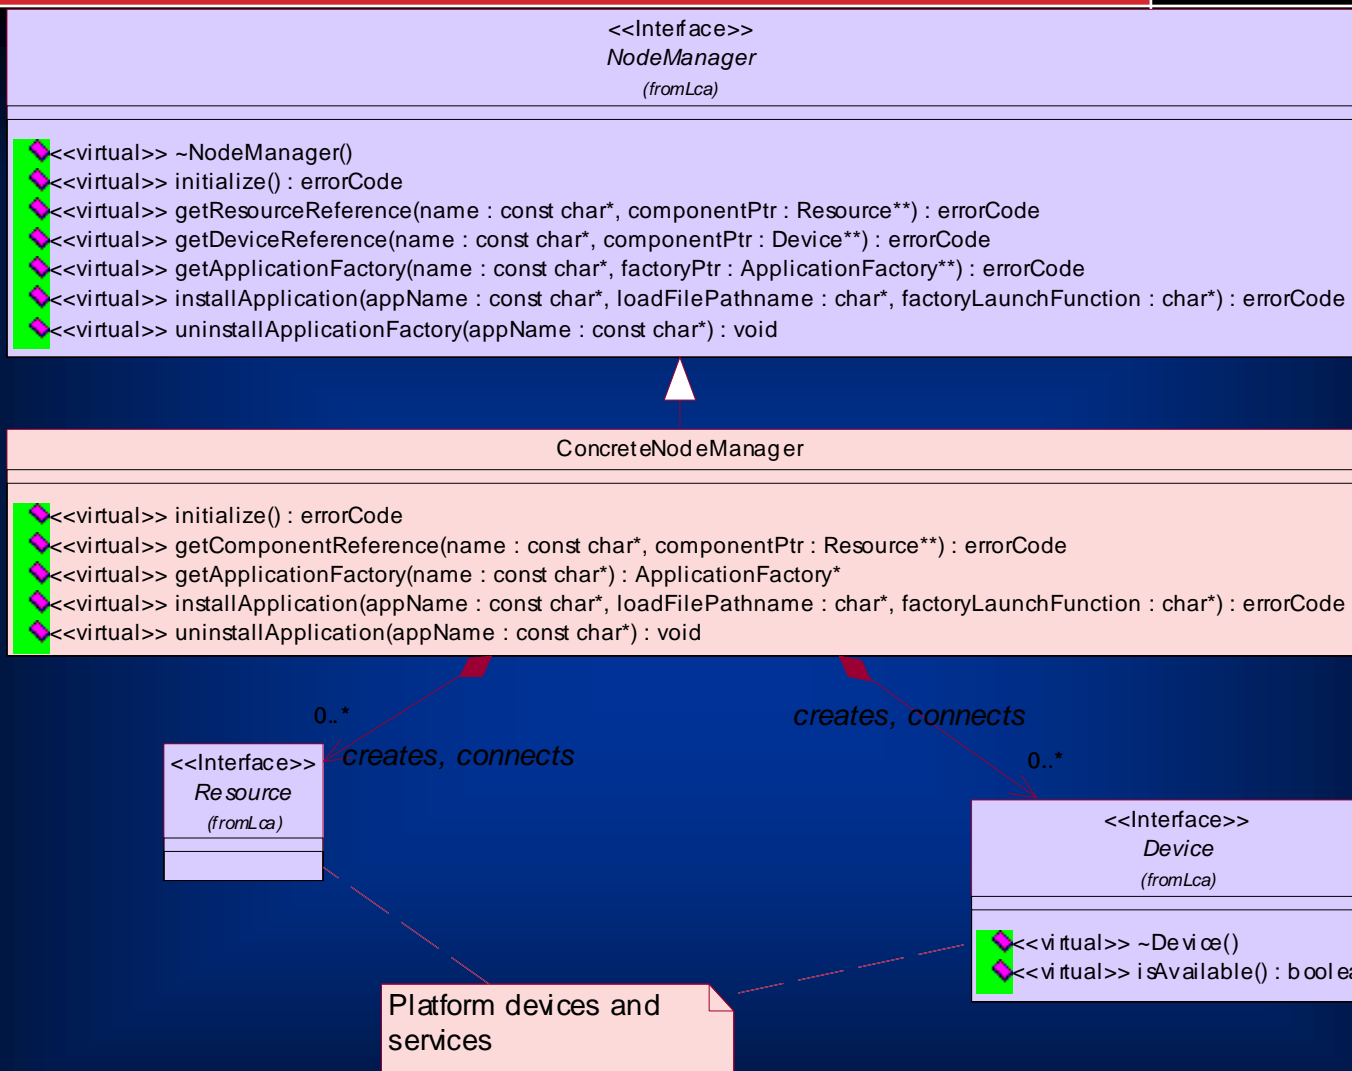 <<Interface>>
NodeManager
(fromLca)
<<virtual>> ~NodeManager()
<<virtual>> initialize() : errorCode
<<virtual>> getResourceReference(name : const char*, componentPtr : Resource**) : errorCode
<<virtual>> getDeviceReference(name : const char*, componentPtr : Device**) : errorCode
<<virtual>> getApplicationFactory(name : const char*, factoryPtr : ApplicationFactory**) : errorCode
<<virtual>> installApplication(appName : const char*, loadFilePathname : char*, factoryLaunchFunction : char*) : errorCode
<<virtual>> uninstallApplicationFactory(appName : const char*) : void
ConcreteNodeManager
<<virtual>> initialize() : errorCode
<<virtual>> getComponentReference(name : const char*, componentPtr : Resource**) : errorCode
<<virtual>> getApplicationFactory(name : const char*) : ApplicationFactory*
<<virtual>> installApplication(appName : const char*, loadFilePathname : char*, factoryLaunchFunction : char*) : errorCode
<<virtual>> uninstallApplication(appName : const char*) : void
0..*
creates, connects
creates, connects
0..*
<<Interface>>
Resource
(fromLca)
<<Interface>>
Device
(fromLca)
<<virtual>> ~Device()
<<virtual>> isAvailable() : boolea
Platform devices and
services